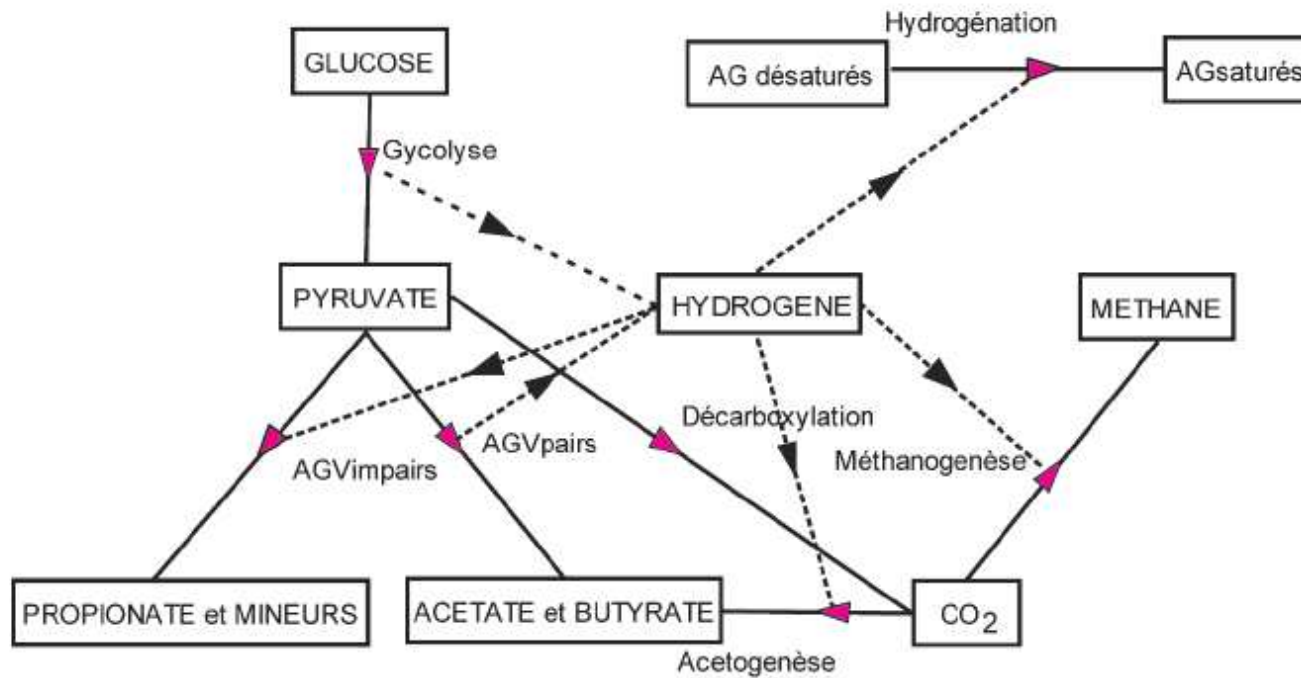 Hydrogénation
GLUCOSE
AG désaturés
AGsaturés
Gycolyse
PYRUVATE
HYDROGENE
METHANE
Décarboxylation
AGVpairs
AGVimpairs
Méthanogenèse
PROPIONATE et MINEURS
ACETATE et BUTYRATE
CO₂
Acetogenèse